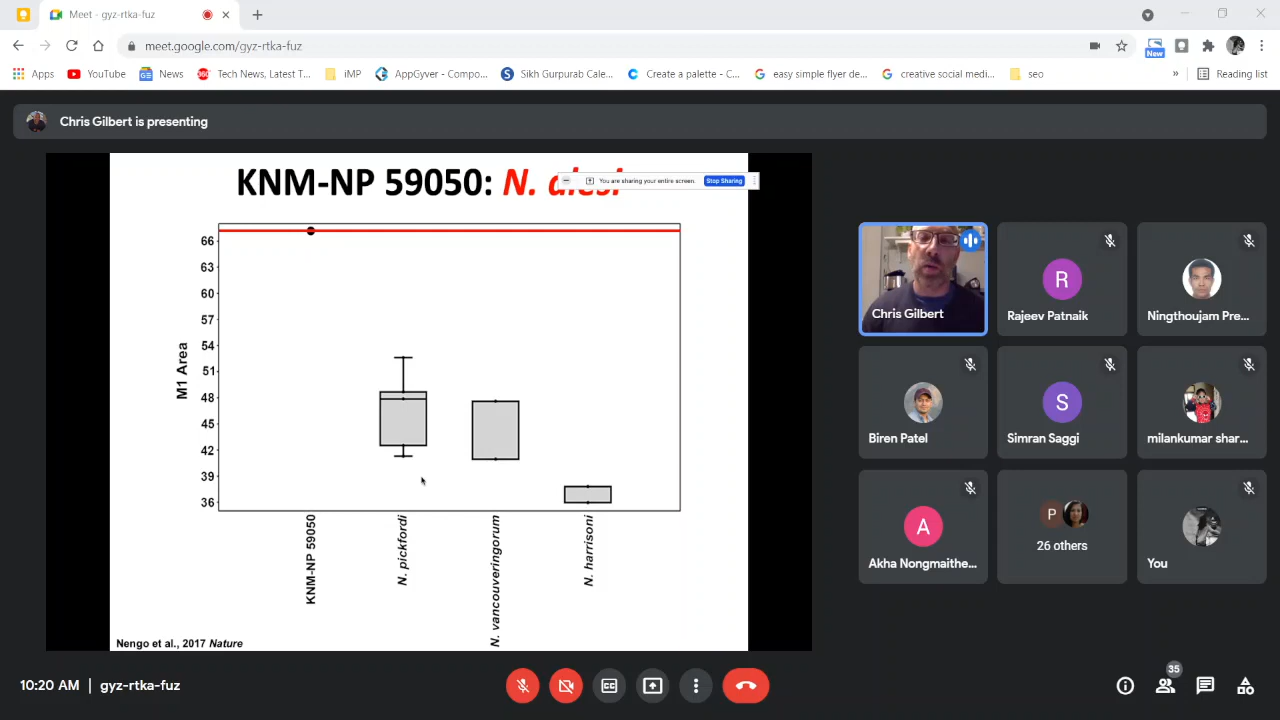 Meet - gyz-rtka-fuz
meet.google.com/gyz-rtka-fuz
New
Apps
YouTube
News
Tech News, Latest T...
iMP
AppGyver - Compo...
Sikh Gurpurab Cale...
Create a palette - C...
easy simple flyer de...
creative social medi...
seo
»
Reading list
Chris Gilbert is presenting
KNM-NP 59050: N. alesi
You are sharing your entire screen.
Stop Sharing
M1 Area
66
63
60
57
54
51
48
45
42
39
36
KNM-NP 59050
N. pickfordi
N. vancouveringorum
N. harrisoni
Nengo et al., 2017 Nature
Chris Gilbert
R
Rajeev Patnaik
Ningthoujam Pre...
Biren Patel
S
Simran Saggi
milankumar shar...
A
Akha Nongmaithe...
P
26 others
You
10:20 AM | gyz-rtka-fuz
CC
35